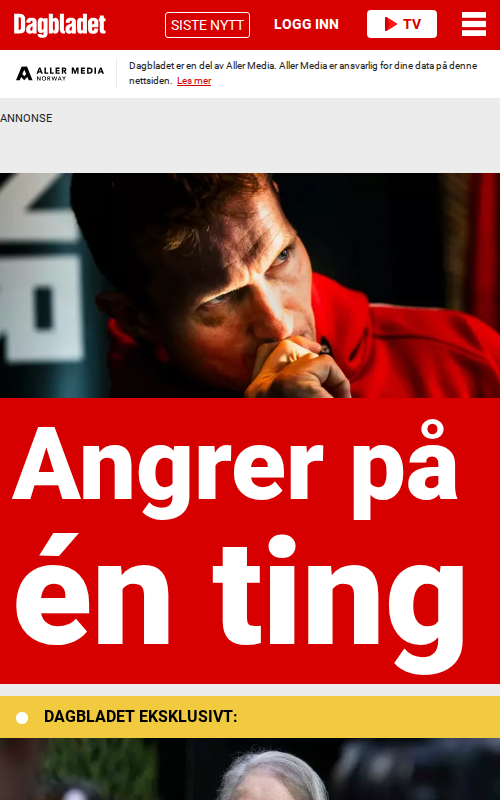 Dagbladet
SISTE NYTT
LOGG INN
TV
ALLER MEDIA
NORWAY
Dagbladet er en del av Aller Media. Aller Media er ansvarlig for dine data på denne
nettsiden. Les mer
ANNONSE
Angrer på
én ting
DAGBLADET EKSKLUSIVT: